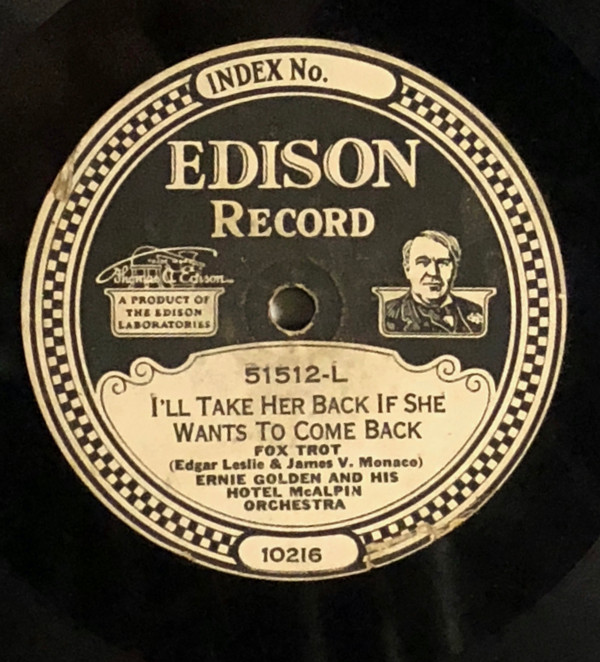 INDEX No.
EDISON
RECORD
Thomas A Edison
A PRODUCT OF
THE EDISON
LABORATORIES
51512-L
I'LL TAKE HER BACK IF SHE
WANTS TO COME BACK
FOX TROT
(Edgar Leslie & James V. Monaco)
ERNIE GOLDEN AND HIS
HOTEL McALPIN
ORCHESTRA
10216